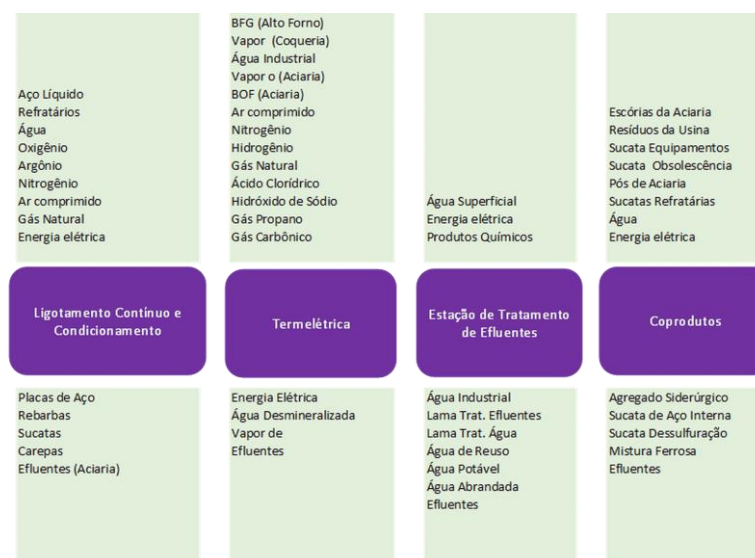 Aço Líquido
Refratários
Água
Oxigênio
Argônio
Nitrogênio
Ar comprimido
Gás Natural
Energia elétrica
Ligotamento Contínuo e
Condicionamento
Placas de Aço
Rebarbas
Sucatas
Carepas
Efluentes (Aciaria)
BFG (Alto Forno)
Vapor (Coqueria)
Água Industrial
Vapor o (Aciaria)
BOF (Aciaria)
Ar comprimido
Nitrogênio
Hidrogênio
Gás Natural
Ácido Clorídrico
Hidróxido de Sódio
Gás Propano
Gás Carbônico
Termelétrica
Energia Elétrica
Água Desmineralizada
Vapor de
Efluentes
Água Superficial
Energia elétrica
Produtos Químicos
Estação de Tratamento
de Efluentes
Água Industrial
Lama Trat. Efluentes
Lama Trat. Água
Água de Reuso
Água Potável
Água Abrandada
Efluentes
Escórias da Aciaria
Resíduos da Usina
Sucata Equipamentos
Sucata Obsolescência
Pós de Aciaria
Sucatas Refratárias
Água
Energia elétrica
Coprodutos
Agregado Siderúrgico
Sucata de Aço Interna
Sucata Dessulfuração
Mistura Ferrosa
Efluentes